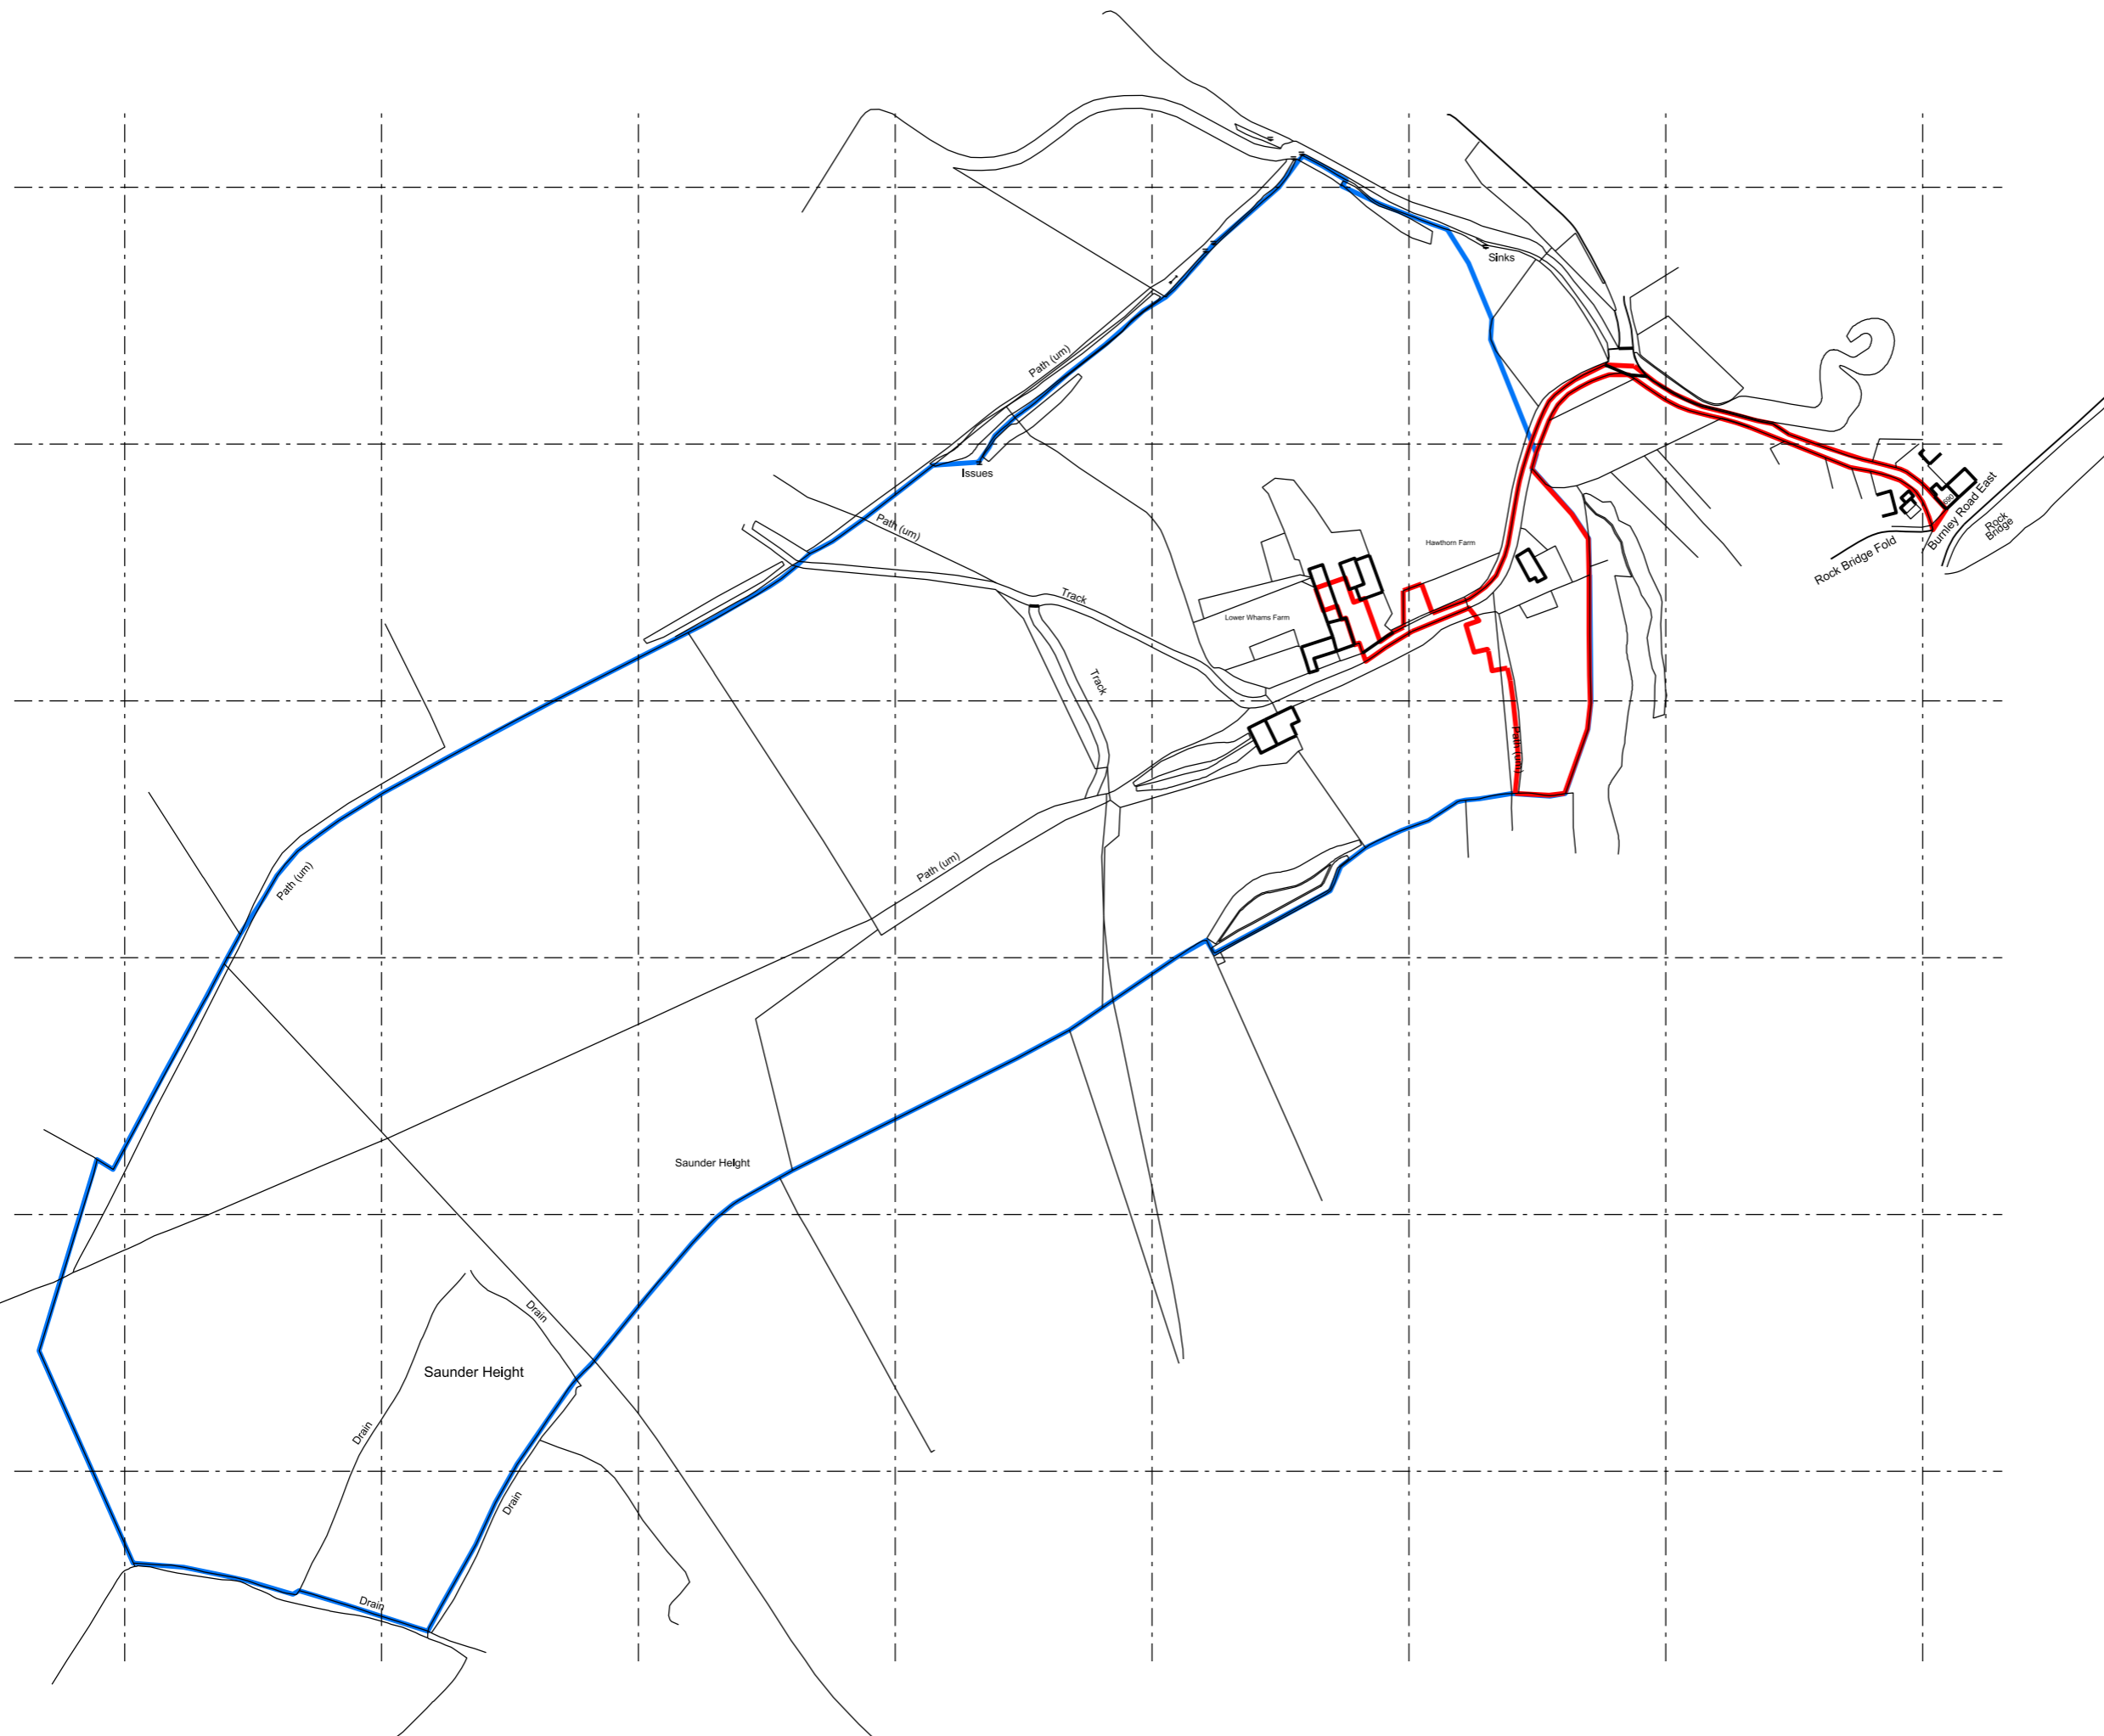 Sinks
Path (um)
Issues
Path (um)
690
Burnley Road East
Rock
Bridge
Rock Bridge Fold
Hawthorn Farm
Track
Lower Whams Farm
Track
Path (um)
Path (um)
Path (um)
Saunder Height
Drain
Saunder Height
Drain
Drain
Drain